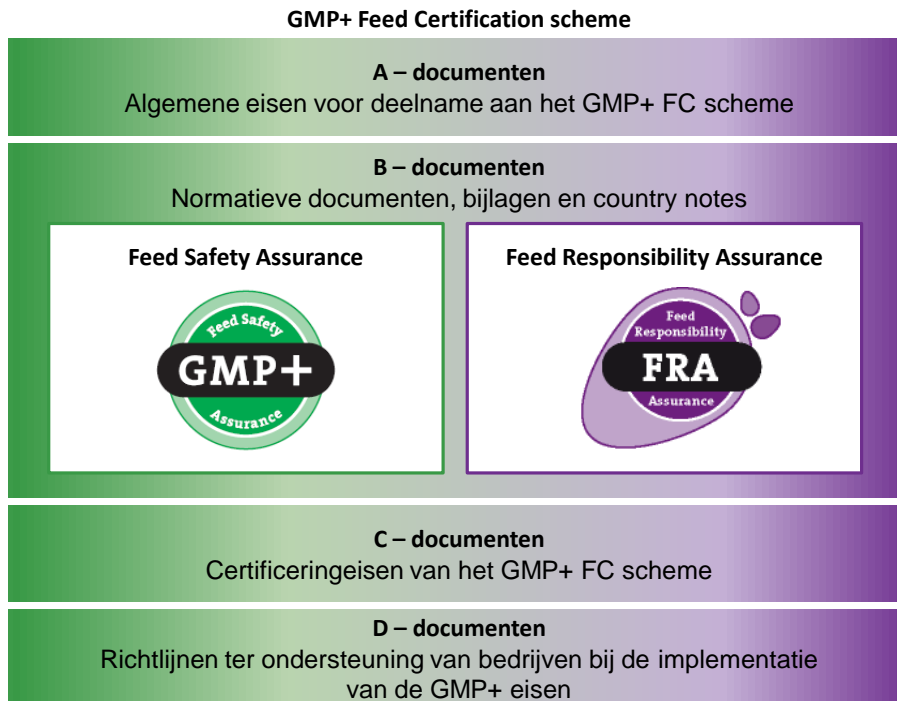 GMP+ Feed Certification scheme
A – documenten
Algemene eisen voor deelname aan het GMP+ FC scheme
B – documenten
Normatieve documenten, bijlagen en country notes
Feed Safety Assurance
Feed Safety
GMP+
Assurance
Feed Responsibility Assurance
Feed
Responsibility
FRA
Assurance
C – documenten
Certificeringeisen van het GMP+ FC scheme
D – documenten
Richtlijnen ter ondersteuning van bedrijven bij de implementatie
van de GMP+ eisen